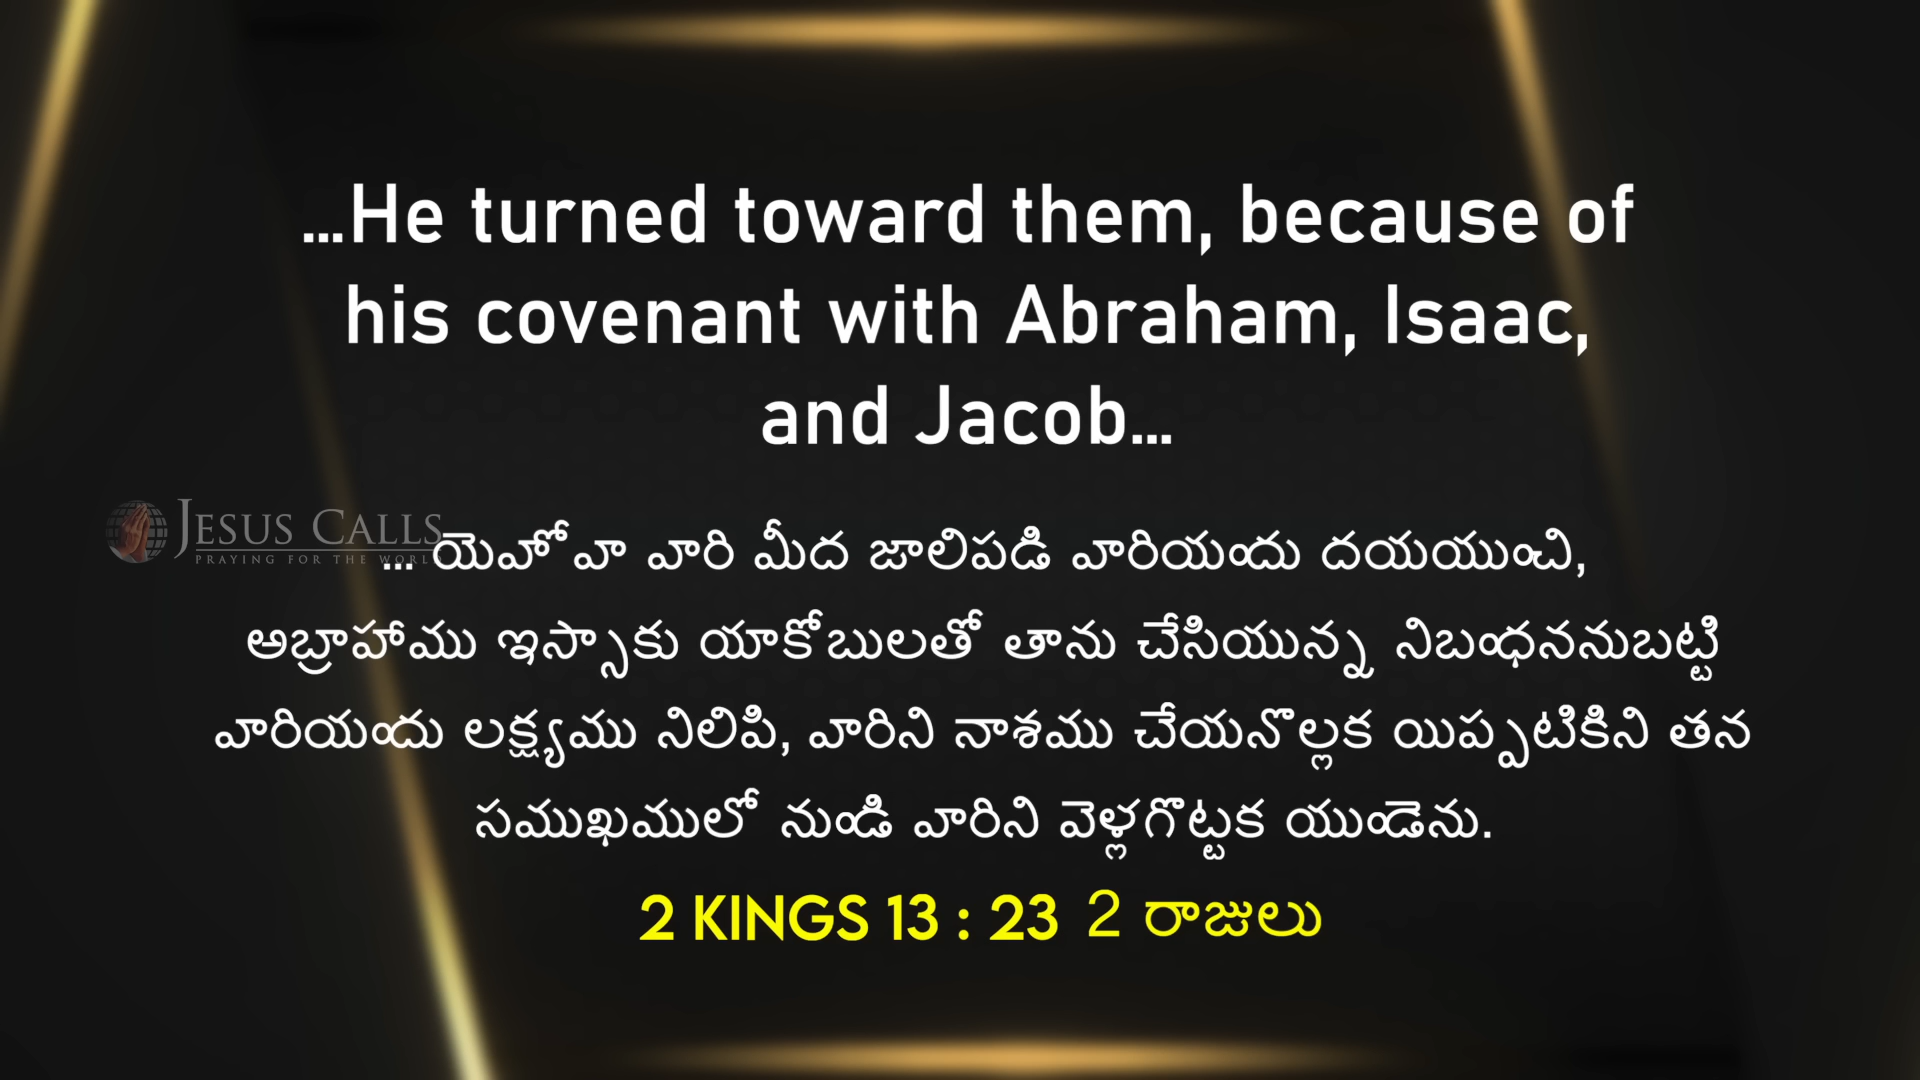 ...He turned toward them, because of
his covenant with Abraham, Isaac,
and Jacob...
JESUS CALLS
PRAYING FOR THE WORLD
... యెహోవా వారి మీద జాలిపడి వారియందు దయయుంచి,
అబ్రాహాము ఇస్సాకు యాకోబులతో తాను చేసియున్న నిబంధననుబట్టి
వారియందు లక్ష్యము నిలిపి, వారిని నాశము చేయనొల్లక యిప్పటికిని తన
సముఖములో నుండి వారిని వెళ్లగొట్టక యుండెను.
2 KINGS 13 : 23 2 రాజులు